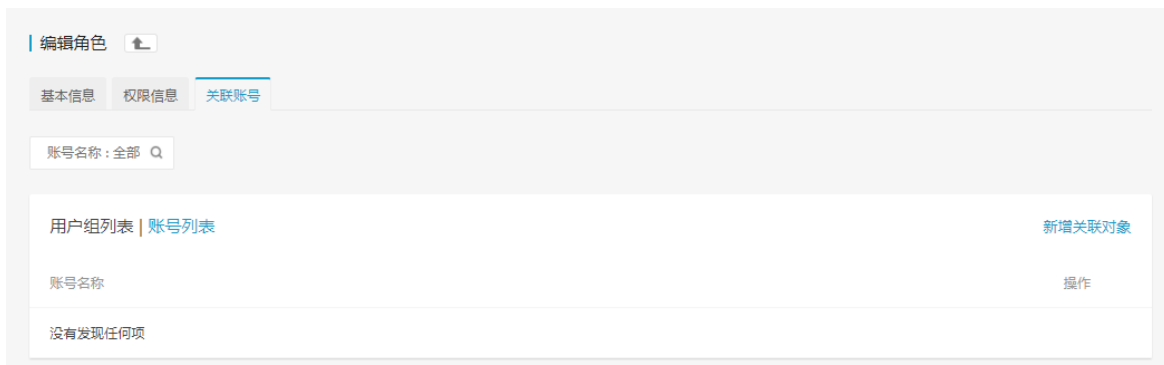 编辑角色
基本信息 权限信息 关联账号
账号名称 : 全部
用户组列表 | 账号列表 新增关联对象
账号名称 操作
没有发现任何项